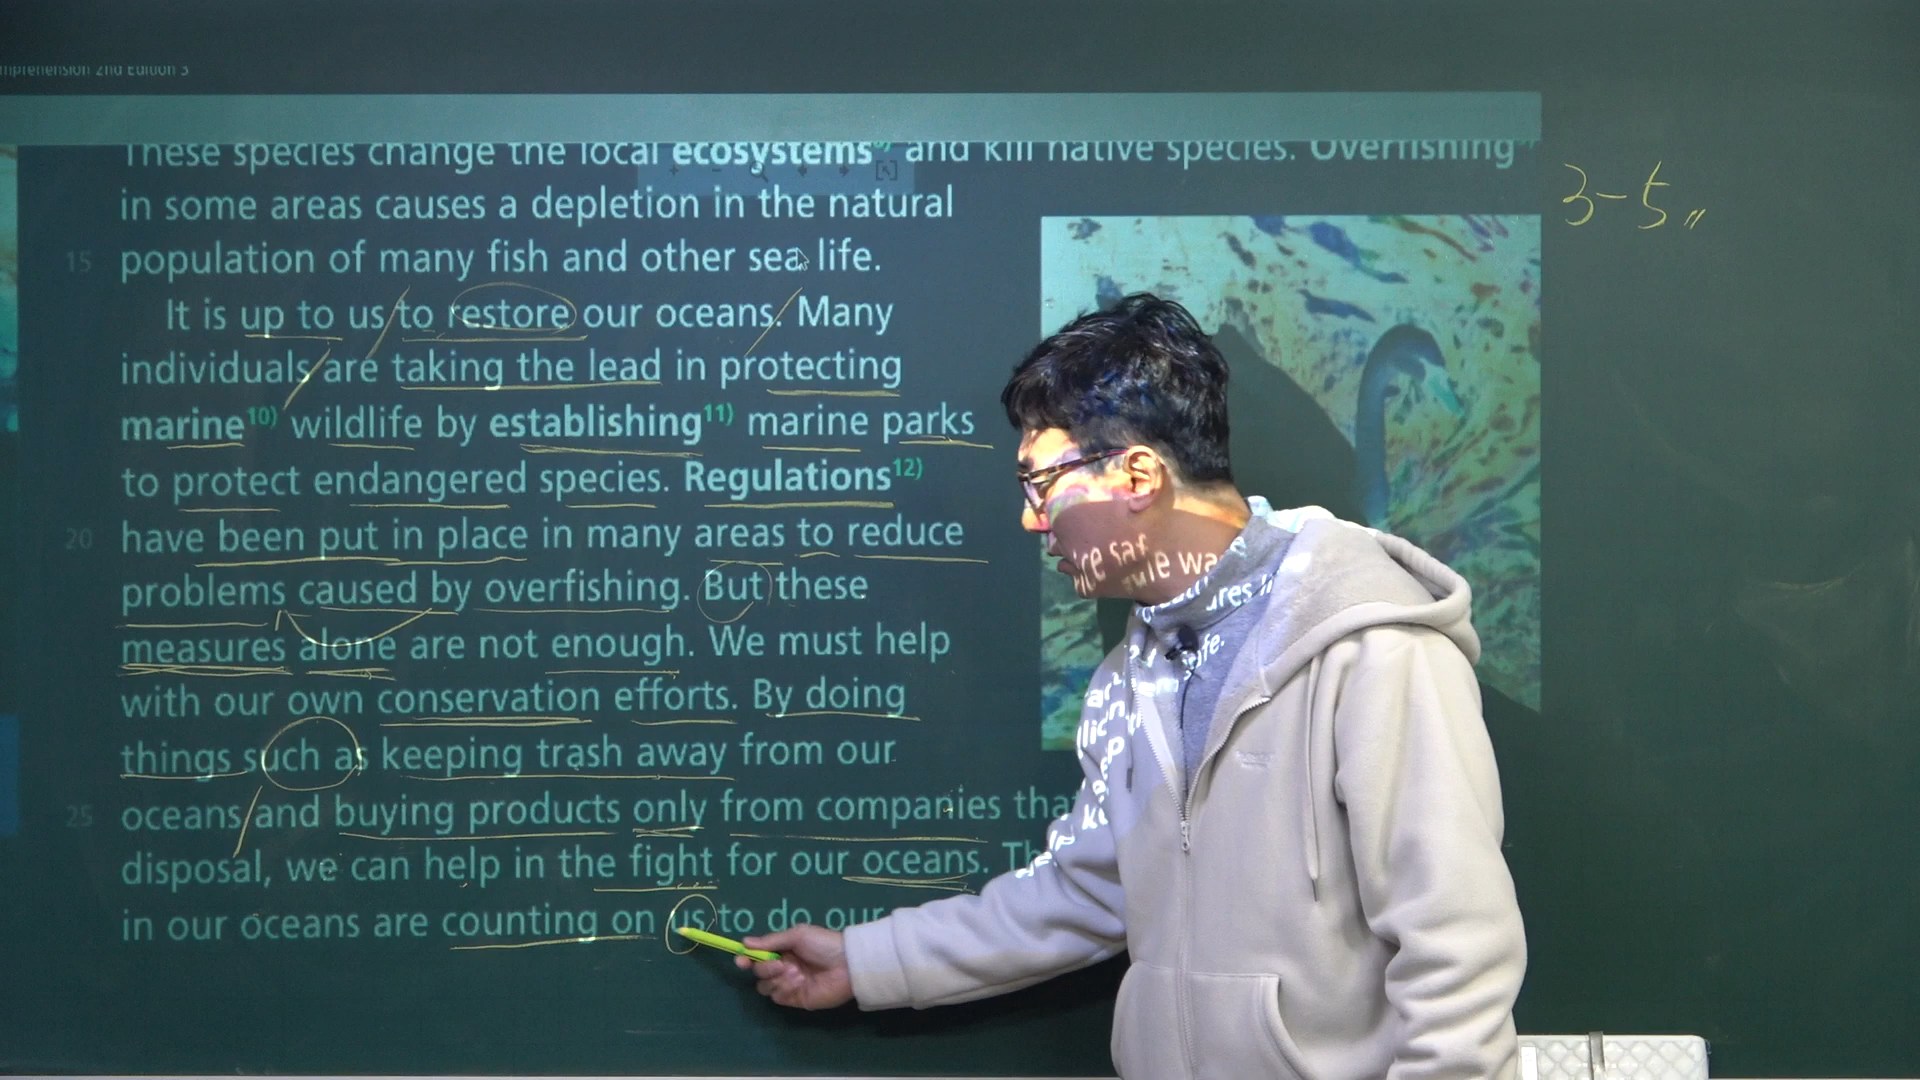 mprehension 2nd Edition 3
These species change the local ecosystems and kill native species. Overfishing
in some areas causes a depletion in the natural
15 population of many fish and other sea life.
It is up to us to restore our oceans. Many
individuals are taking the lead in protecting
marine10) wildlife by establishing11) marine parks
to protect endangered species. Regulations12)
20 have been put in place in many areas to reduce
problems caused by overfishing. But these
measures alone are not enough. We must help
with our own conservation efforts. By doing
things such as keeping trash away from our
25 oceans and buying products only from companies tha
disposal, we can help in the fight for our oceans. Th
in our oceans are counting on us to do our
3-5